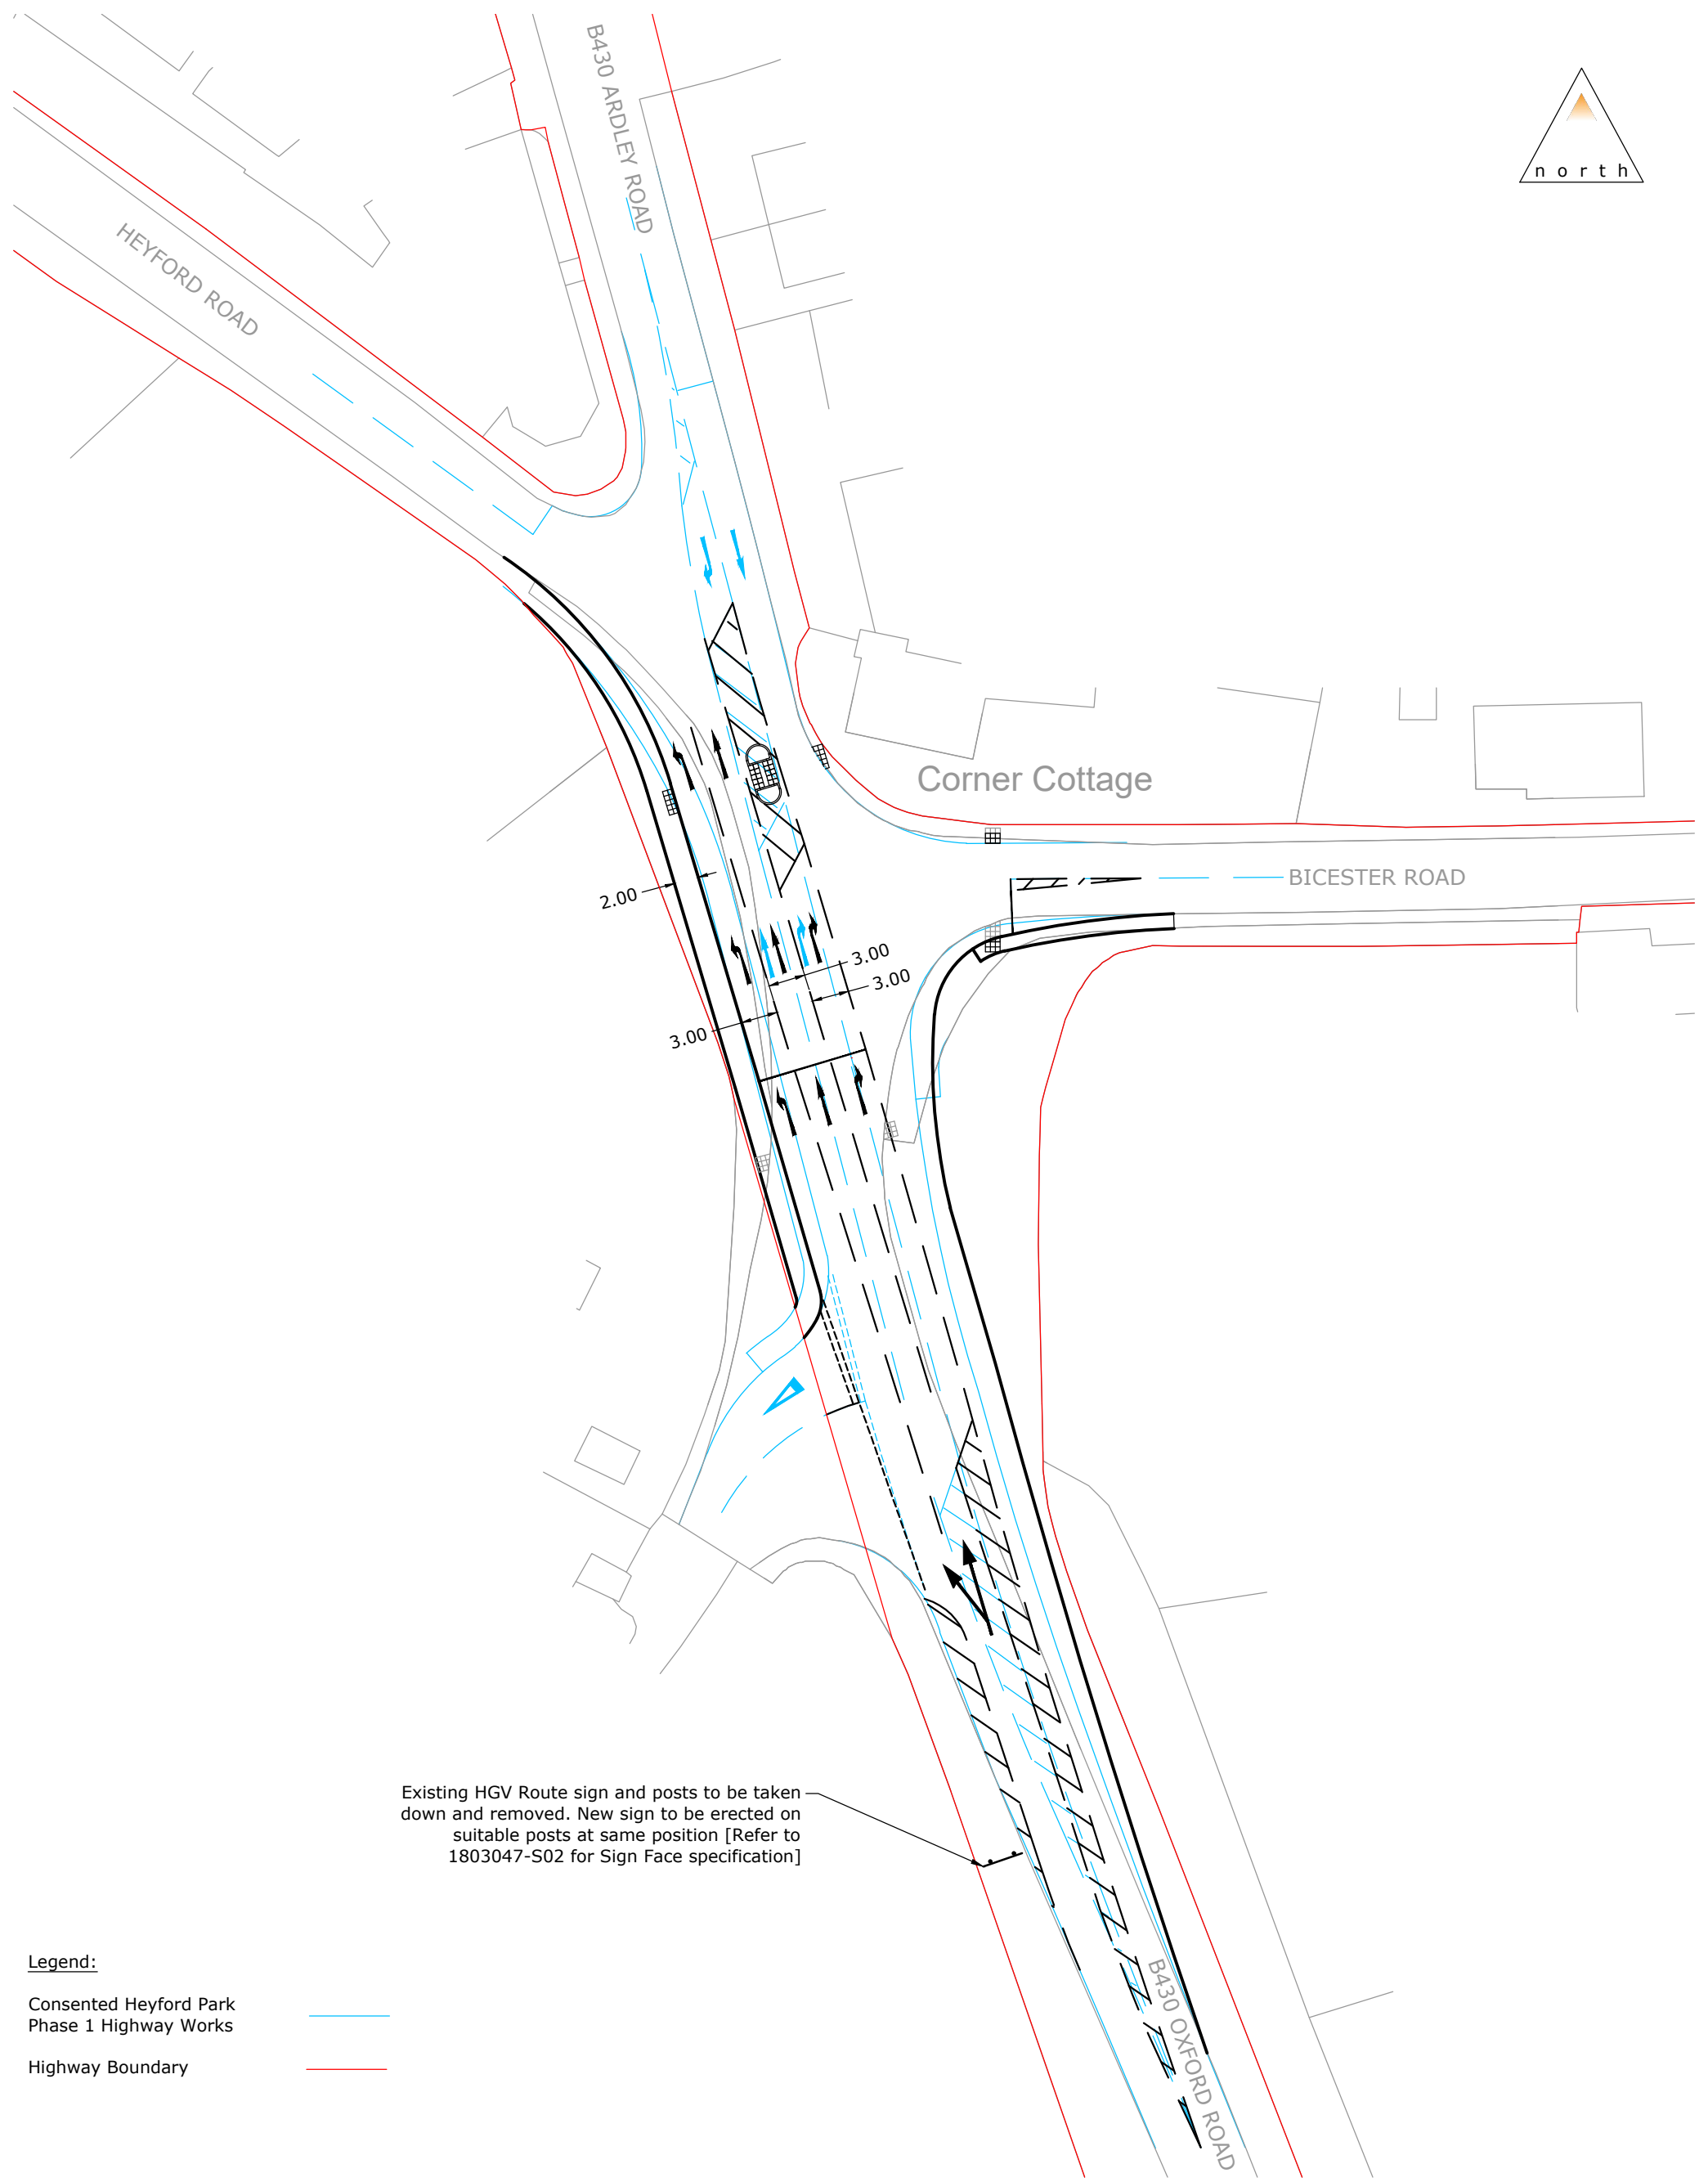 B430 ARDLEY ROAD
n o r t h
HEYFORD ROAD
Corner Cottage
BICESTER ROAD
2.00
3.00
3.00
3.00
Existing HGV Route sign and posts to be taken
down and removed. New sign to be erected on
suitable posts at same position [Refer to
1803047-S02 for Sign Face specification]
B430 OXFORD ROAD
Legend:
Consented Heyford Park
Phase 1 Highway Works
Highway Boundary